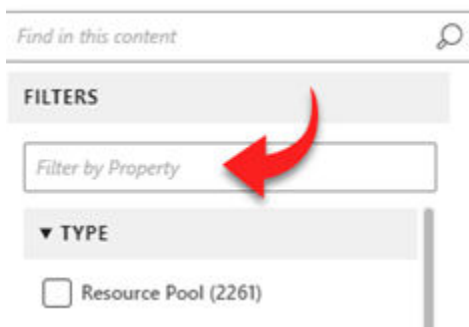 Find in this content
FILTERS
Filter by Property
▼ TYPE
Resource Pool (2261)